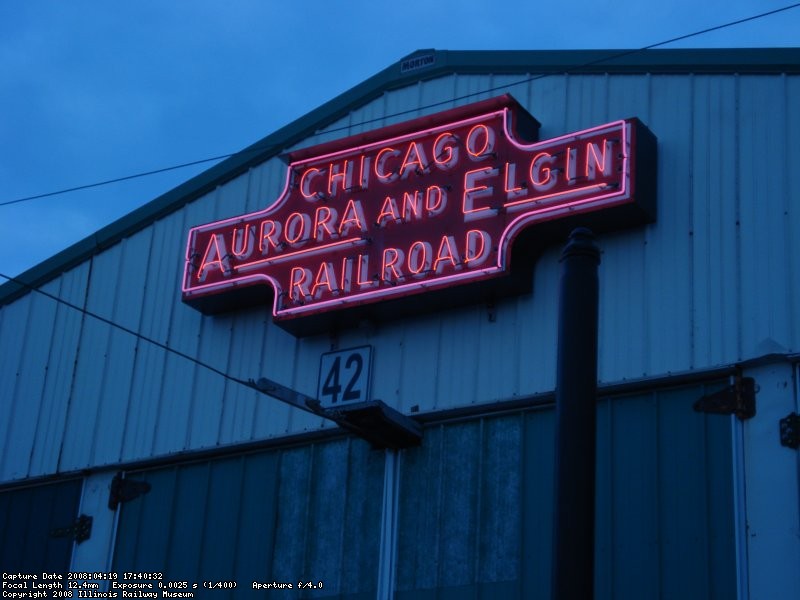 MORTON
CHICAGO
AURORA AND ELGIN
RAILROAD
42
Capture Date 2008:04:19 17:40:32
Focal Length 12.4mm Exposure 0.0025 s (1/400) Aperture f/4.0
Copyright 2008 Illinois Railway Museum